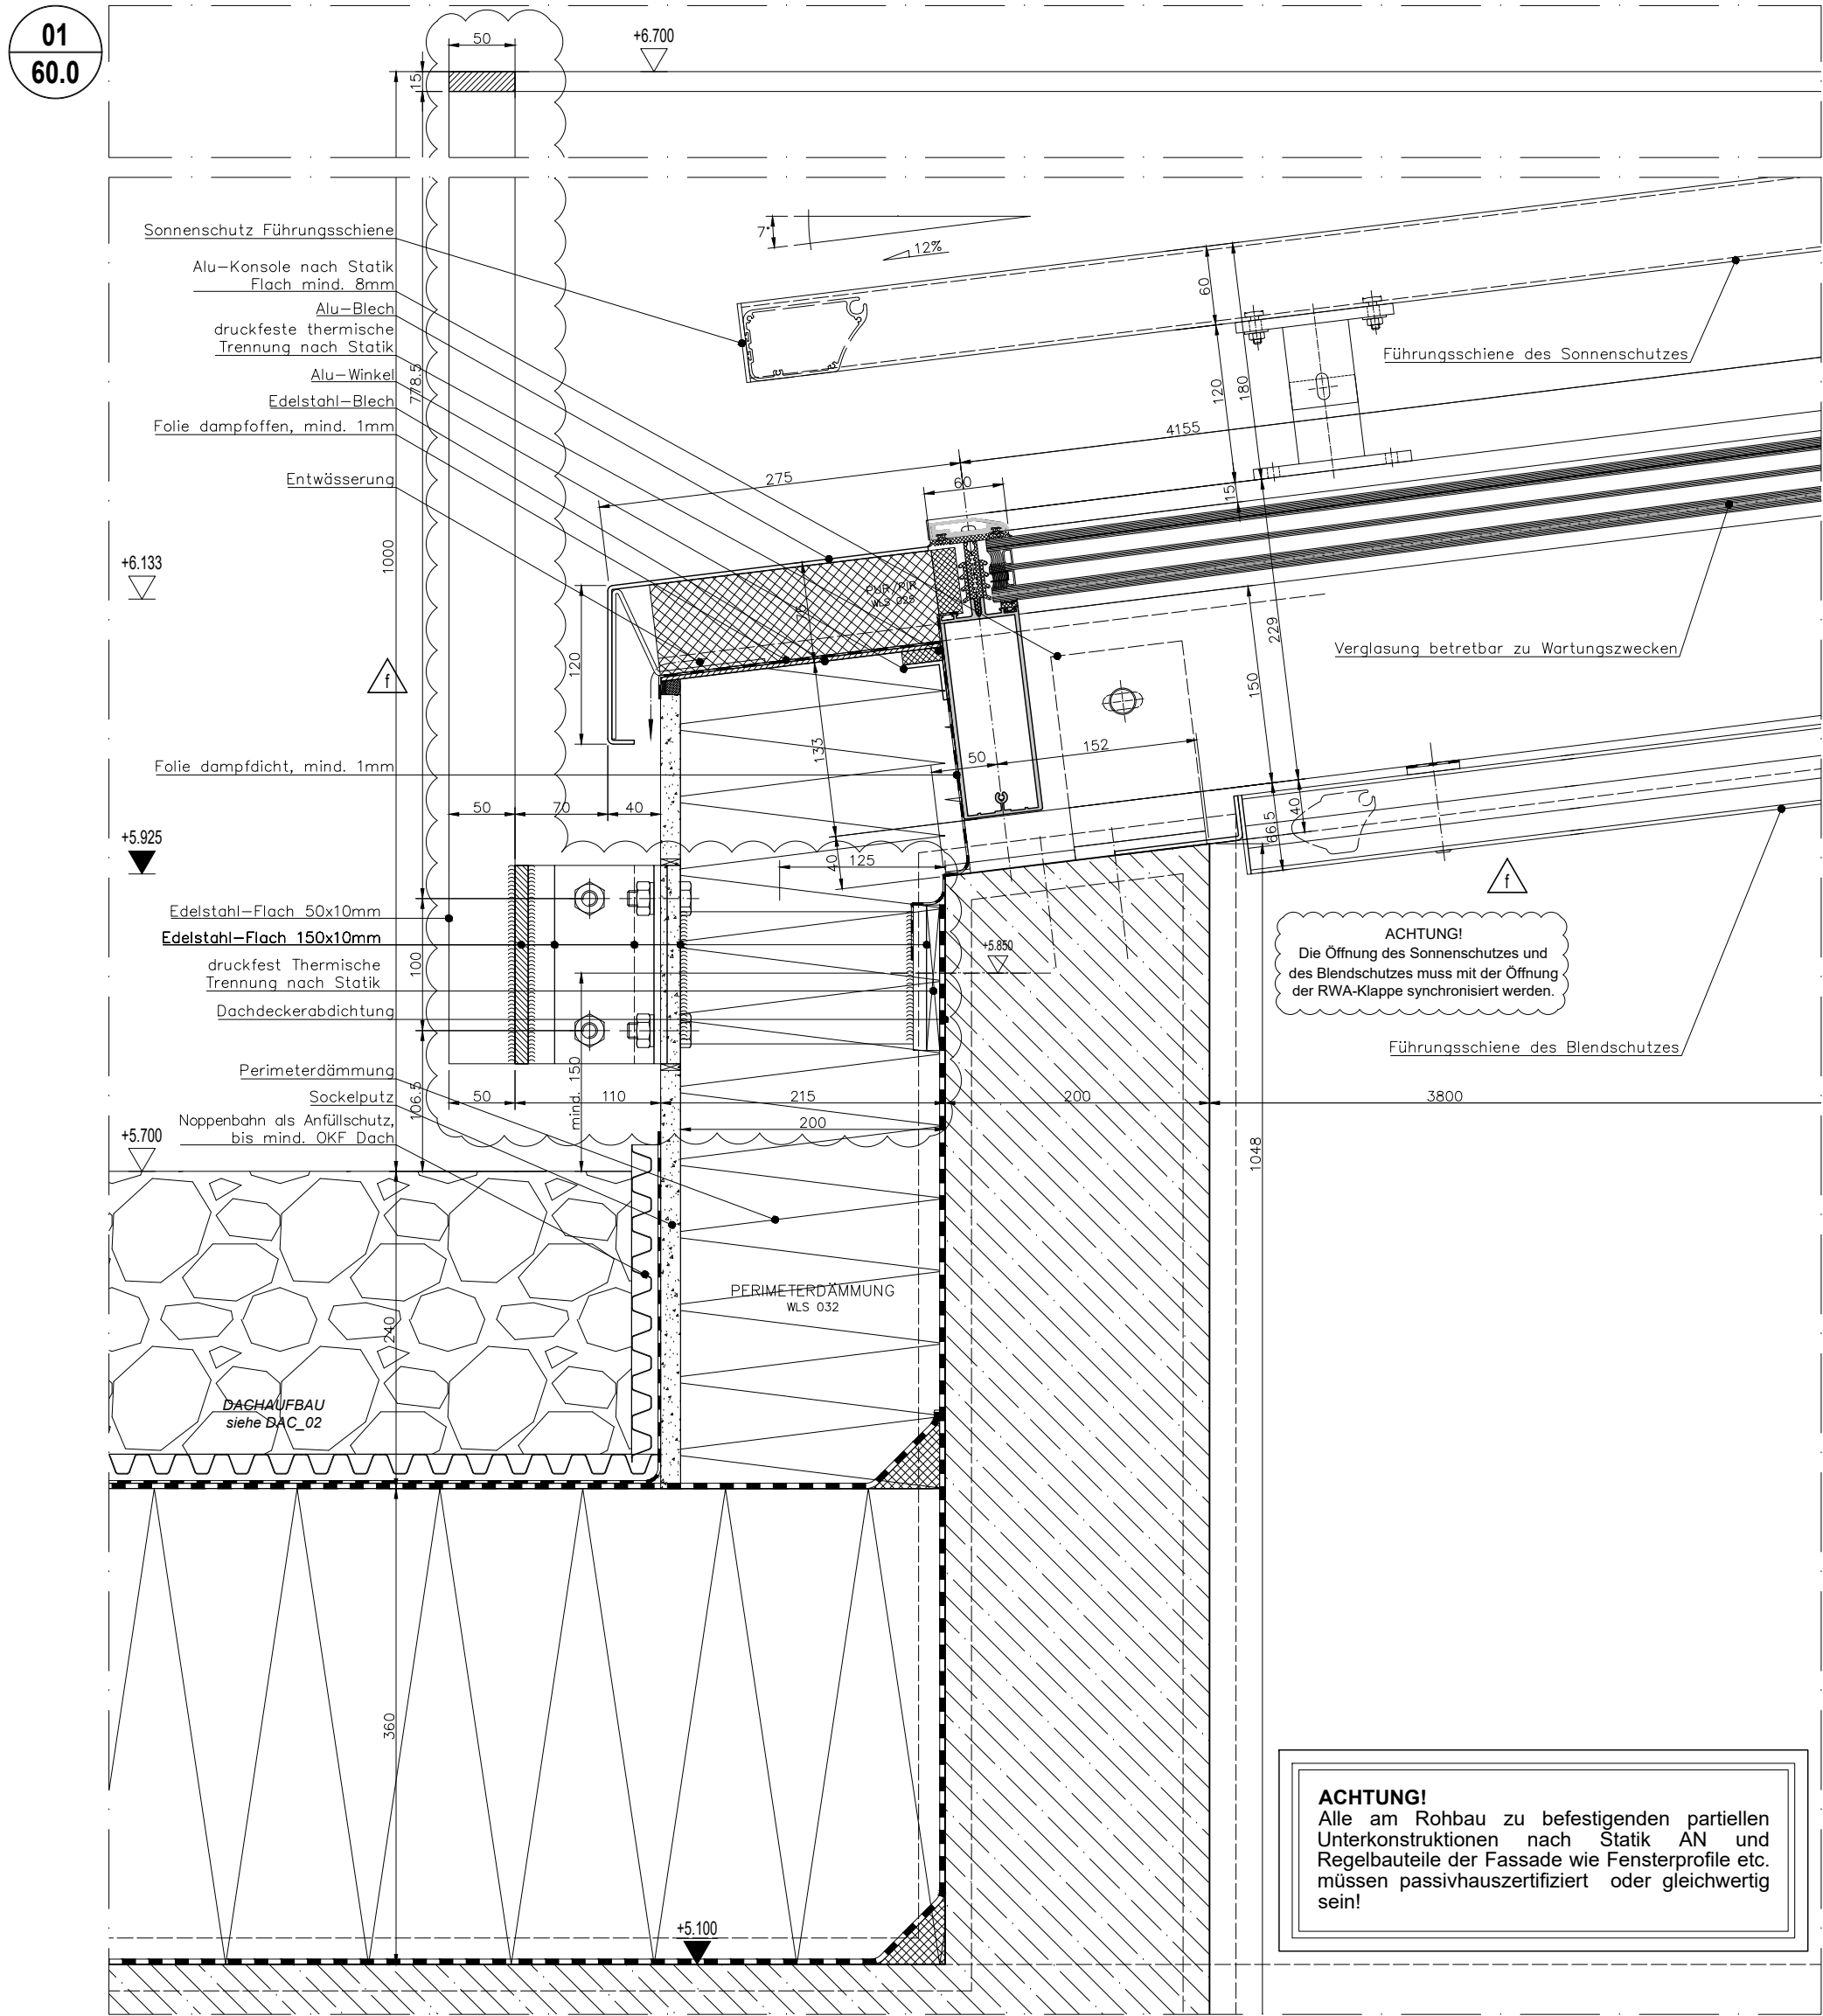 01
60.0
50
+6.700
15
Sonnenschutz Führungsschiene
Alu-Konsole nach Statik
Flach mind. 8mm
Alu-Blech
druckfeste thermische
Trennung nach Statik
Alu-Winkel
Edelstahl-Blech
Folie dampfoffen, mind. 1mm
Entwässerung
778.5
1000
7°
12%
60
120
180
Führungsschiene des Sonnenschutzes
4155
275
60
15
+6.133
PUR/PIR
WLS 025
76
120
229
150
Verglasung betretbar zu Wartungszwecken
f
133
50
152
Folie dampfdicht, mind. 1mm
50
70
40
40
66.5
+5.925
40
125
f
Edelstahl-Flach 50x10mm
Edelstahl-Flach 150x10mm
druckfest Thermische
Trennung nach Statik
100
+5.850
ACHTUNG!
Die Öffnung des Sonnenschutzes und
des Blendschutzes muss mit der Öffnung
der RWA-Klappe synchronisiert werden.
Dachdeckerabdichtung
Führungsschiene des Blendschutzes
Perimeterdämmung
mind. 150
Sockelputz
106.5
50
110
215
200
3800
Noppenbahn als Anfüllschutz,
bis mind. OKF Dach
200
+5.700
1048
PERIMETERDÄMMUNG
WLS 032
240
DACHAUFBAU
siehe DAC_02
360
+5.100
ACHTUNG!
Alle am Rohbau zu befestigenden partiellen
Unterkonstruktionen nach Statik AN und
Regelbauteile der Fassade wie Fensterprofile etc.
müssen passivhauszertifiziert oder gleichwertig
sein!